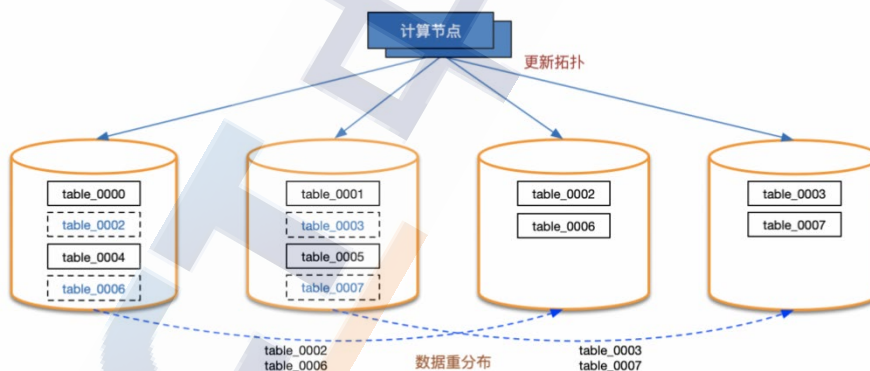 计算节点
更新拓扑
table_0000
table_0002
table_0004
table_0006
table_0001
table_0003
table_0005
table_0007
table_0002
table_0006
table_0003
table_0007
table_0002
table_0006
数据重分布
table_0003
table_0007